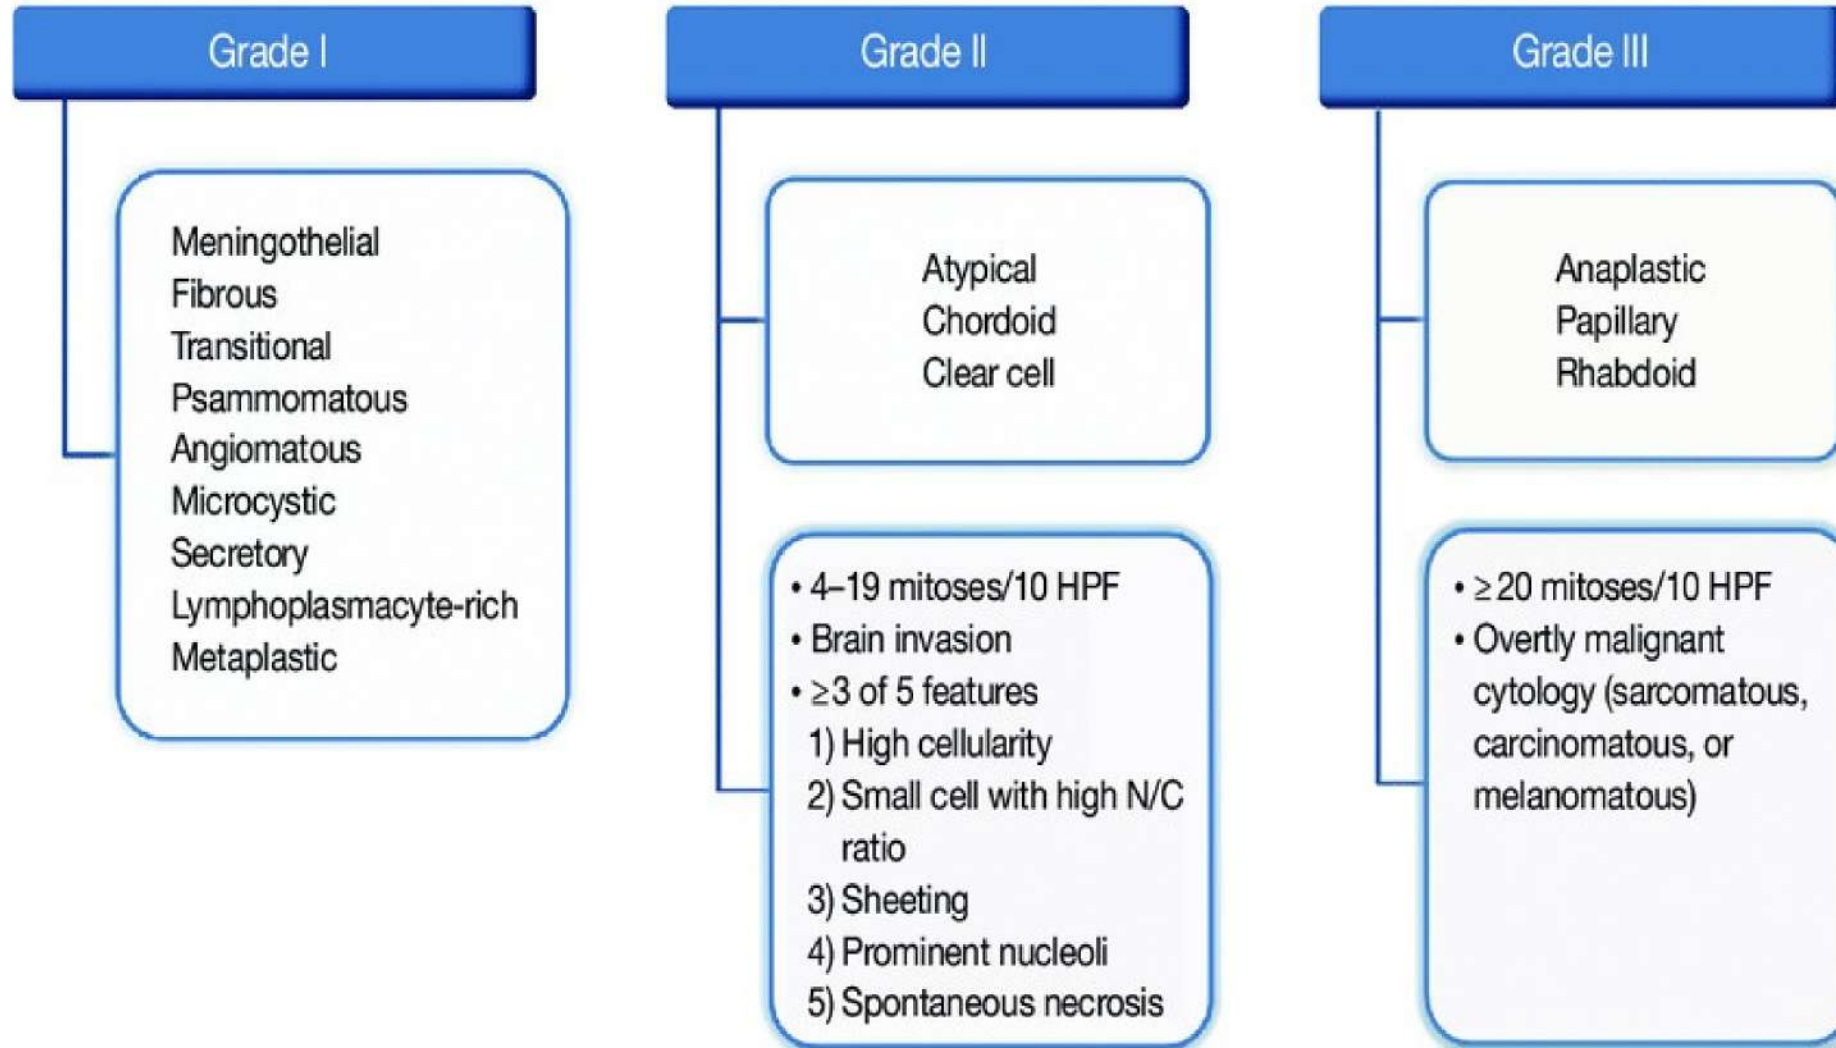 Grade I
Meningothelial
Fibrous
Transitional
Psammomatous
Angiomatous
Microcystic
Secretory
Lymphoplasmacyte-rich
Metaplastic
Grade II
Atypical
Chordoid
Clear cell
• 4–19 mitoses/10 HPF
• Brain invasion
• ≥3 of 5 features
1) High cellularity
2) Small cell with high N/C
ratio
3) Sheeting
4) Prominent nucleoli
5) Spontaneous necrosis
Grade III
Anaplastic
Papillary
Rhabdoid
• ≥20 mitoses/10 HPF
• Overtly malignant
cytology (sarcomatous,
carcinomatous, or
melanomatous)